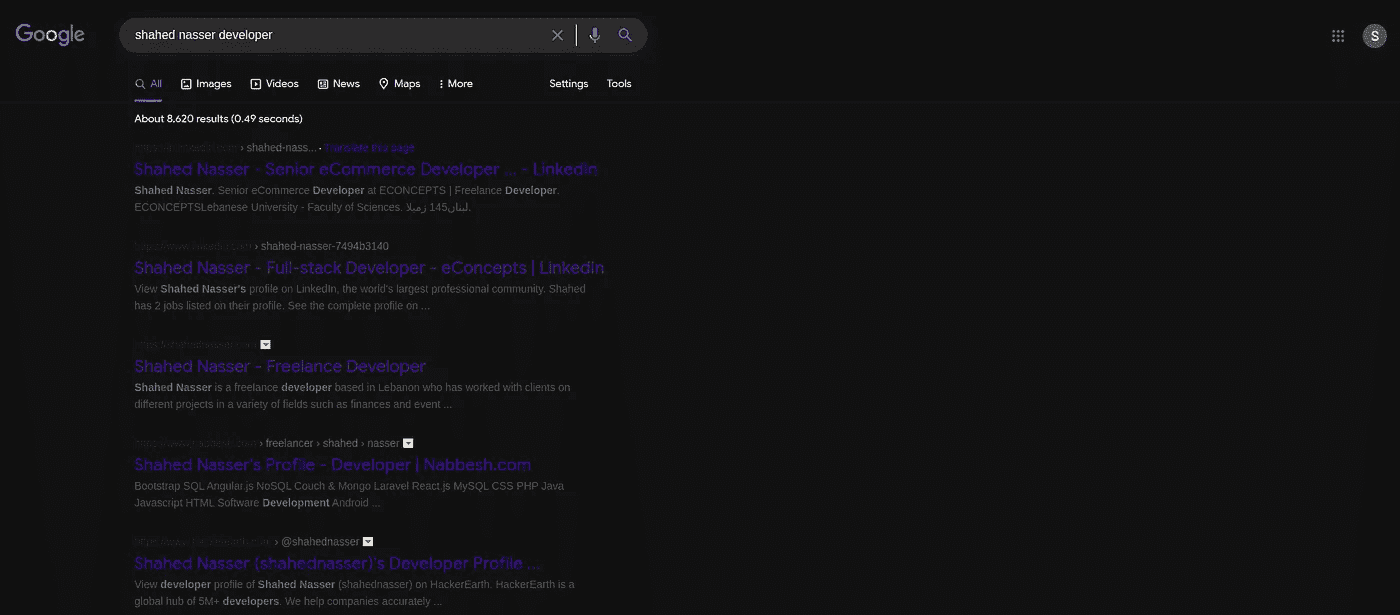 Google
shahed nasser developer
S
All Images Videos News Maps More Settings Tools
About 8,620 results (0.49 seconds)
› shahed-nass... · Translate this page
Shahed Nasser - Senior eCommerce Developer ... - LinkedIn
Shahed Nasser. Senior eCommerce Developer at ECONCEPTS | Freelance Developer.
ECONCEPTSLebanese University - Faculty of Sciences. لبنان145 زميلا.
› shahed-nasser-7494b3140
Shahed Nasser - Full-stack Developer - eConcepts | LinkedIn
View Shahed Nasser's profile on LinkedIn, the world's largest professional community. Shahed
has 2 jobs listed on their profile. See the complete profile on ...
Shahed Nasser - Freelance Developer
Shahed Nasser is a freelance developer based in Lebanon who has worked with clients on
different projects in a variety of fields such as finances and event ...
› freelancer › shahed › nasser
Shahed Nasser's Profile - Developer | Nabbesh.com
Bootstrap SQL Angular.js NoSQL Couch & Mongo Laravel React.js MySQL CSS PHP Java
Javascript HTML Software Development Android ...
› @shahednasser
Shahed Nasser (shahednasser)'s Developer Profile ...
View developer profile of Shahed Nasser (shahednasser) on HackerEarth. HackerEarth is a
global hub of 5M+ developers. We help companies accurately ...